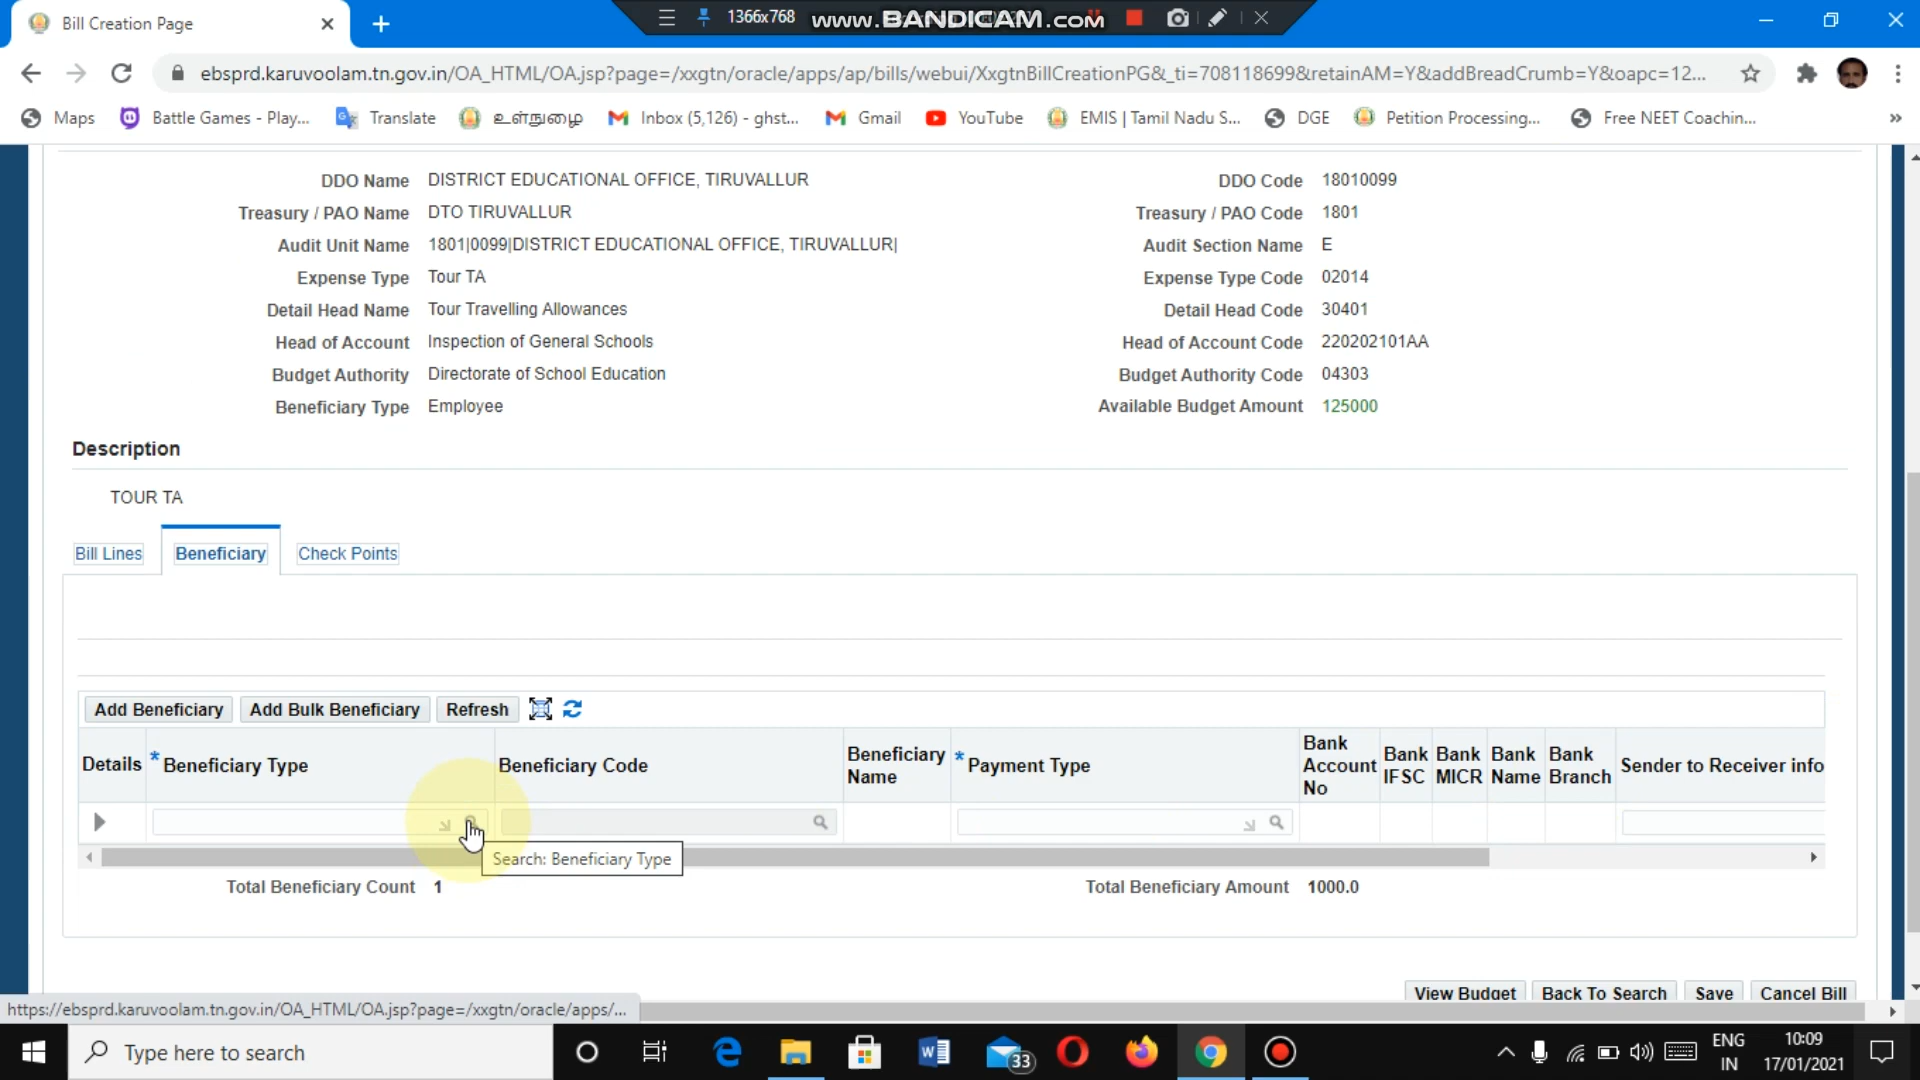 Bill Creation Page
1366x768
www.BANDICAM.com
ebsprd.karuvoolam.tn.gov.in/OA_HTML/OA.jsp?page=/xxgtn/oracle/apps/ap/bills/webui/XxgtnBillCreationPG&_ti=708118699&retainAM=Y&addBreadCrumb=Y&oapc=12...
Maps Battle Games - Play... Translate உள்நுழை Inbox (5,126) - ghst... Gmail YouTube EMIS | Tamil Nadu S... DGE Petition Processing... Free NEET Coachin... »
DDO Name DISTRICT EDUCATIONAL OFFICE, TIRUVALLUR DDO Code 18010099
Treasury / PAO Name DTO TIRUVALLUR Treasury / PAO Code 1801
Audit Unit Name 1801|0099|DISTRICT EDUCATIONAL OFFICE, TIRUVALLUR| Audit Section Name E
Expense Type Tour TA Expense Type Code 02014
Detail Head Name Tour Travelling Allowances Detail Head Code 30401
Head of Account Inspection of General Schools Head of Account Code 220202101AA
Budget Authority Directorate of School Education Budget Authority Code 04303
Beneficiary Type Employee Available Budget Amount 125000
Description
TOUR TA
Bill Lines Beneficiary Check Points
Add Beneficiary Add Bulk Beneficiary Refresh
Details * Beneficiary Type Beneficiary Code Beneficiary Name * Payment Type Bank Account No Bank IFSC Bank MICR Bank Name Bank Branch Sender to Receiver info
Search: Beneficiary Type
Total Beneficiary Count 1 Total Beneficiary Amount 1000.0
View Budget Back To Search Save Cancel Bill
https://ebsprd.karuvoolam.tn.gov.in/OA_HTML/OA.jsp?page=/xxgtn/oracle/apps/...
Type here to search 33 ENG IN 10:09 17/01/2021